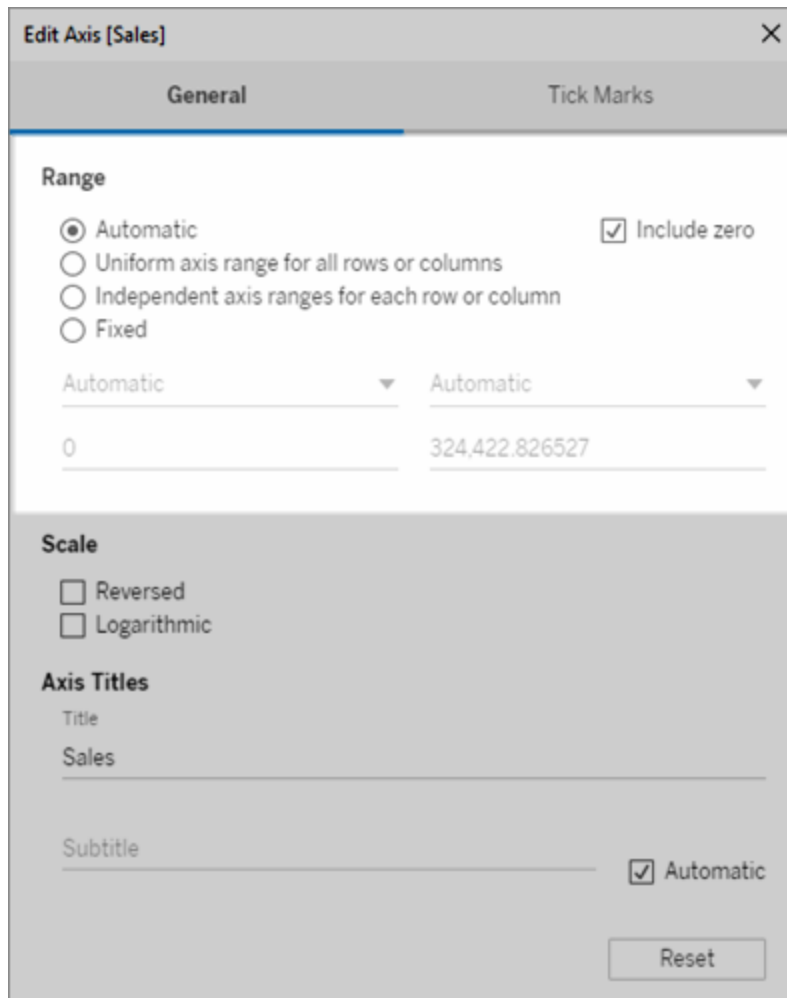 Edit Axis [Sales]
General Tick Marks
Range
Automatic Include zero
Uniform axis range for all rows or columns
Independent axis ranges for each row or column
Fixed
Automatic Automatic
0 324,422.826527
Scale
Reversed
Logarithmic
Axis Titles
Title
Sales
Subtitle
Automatic
Reset